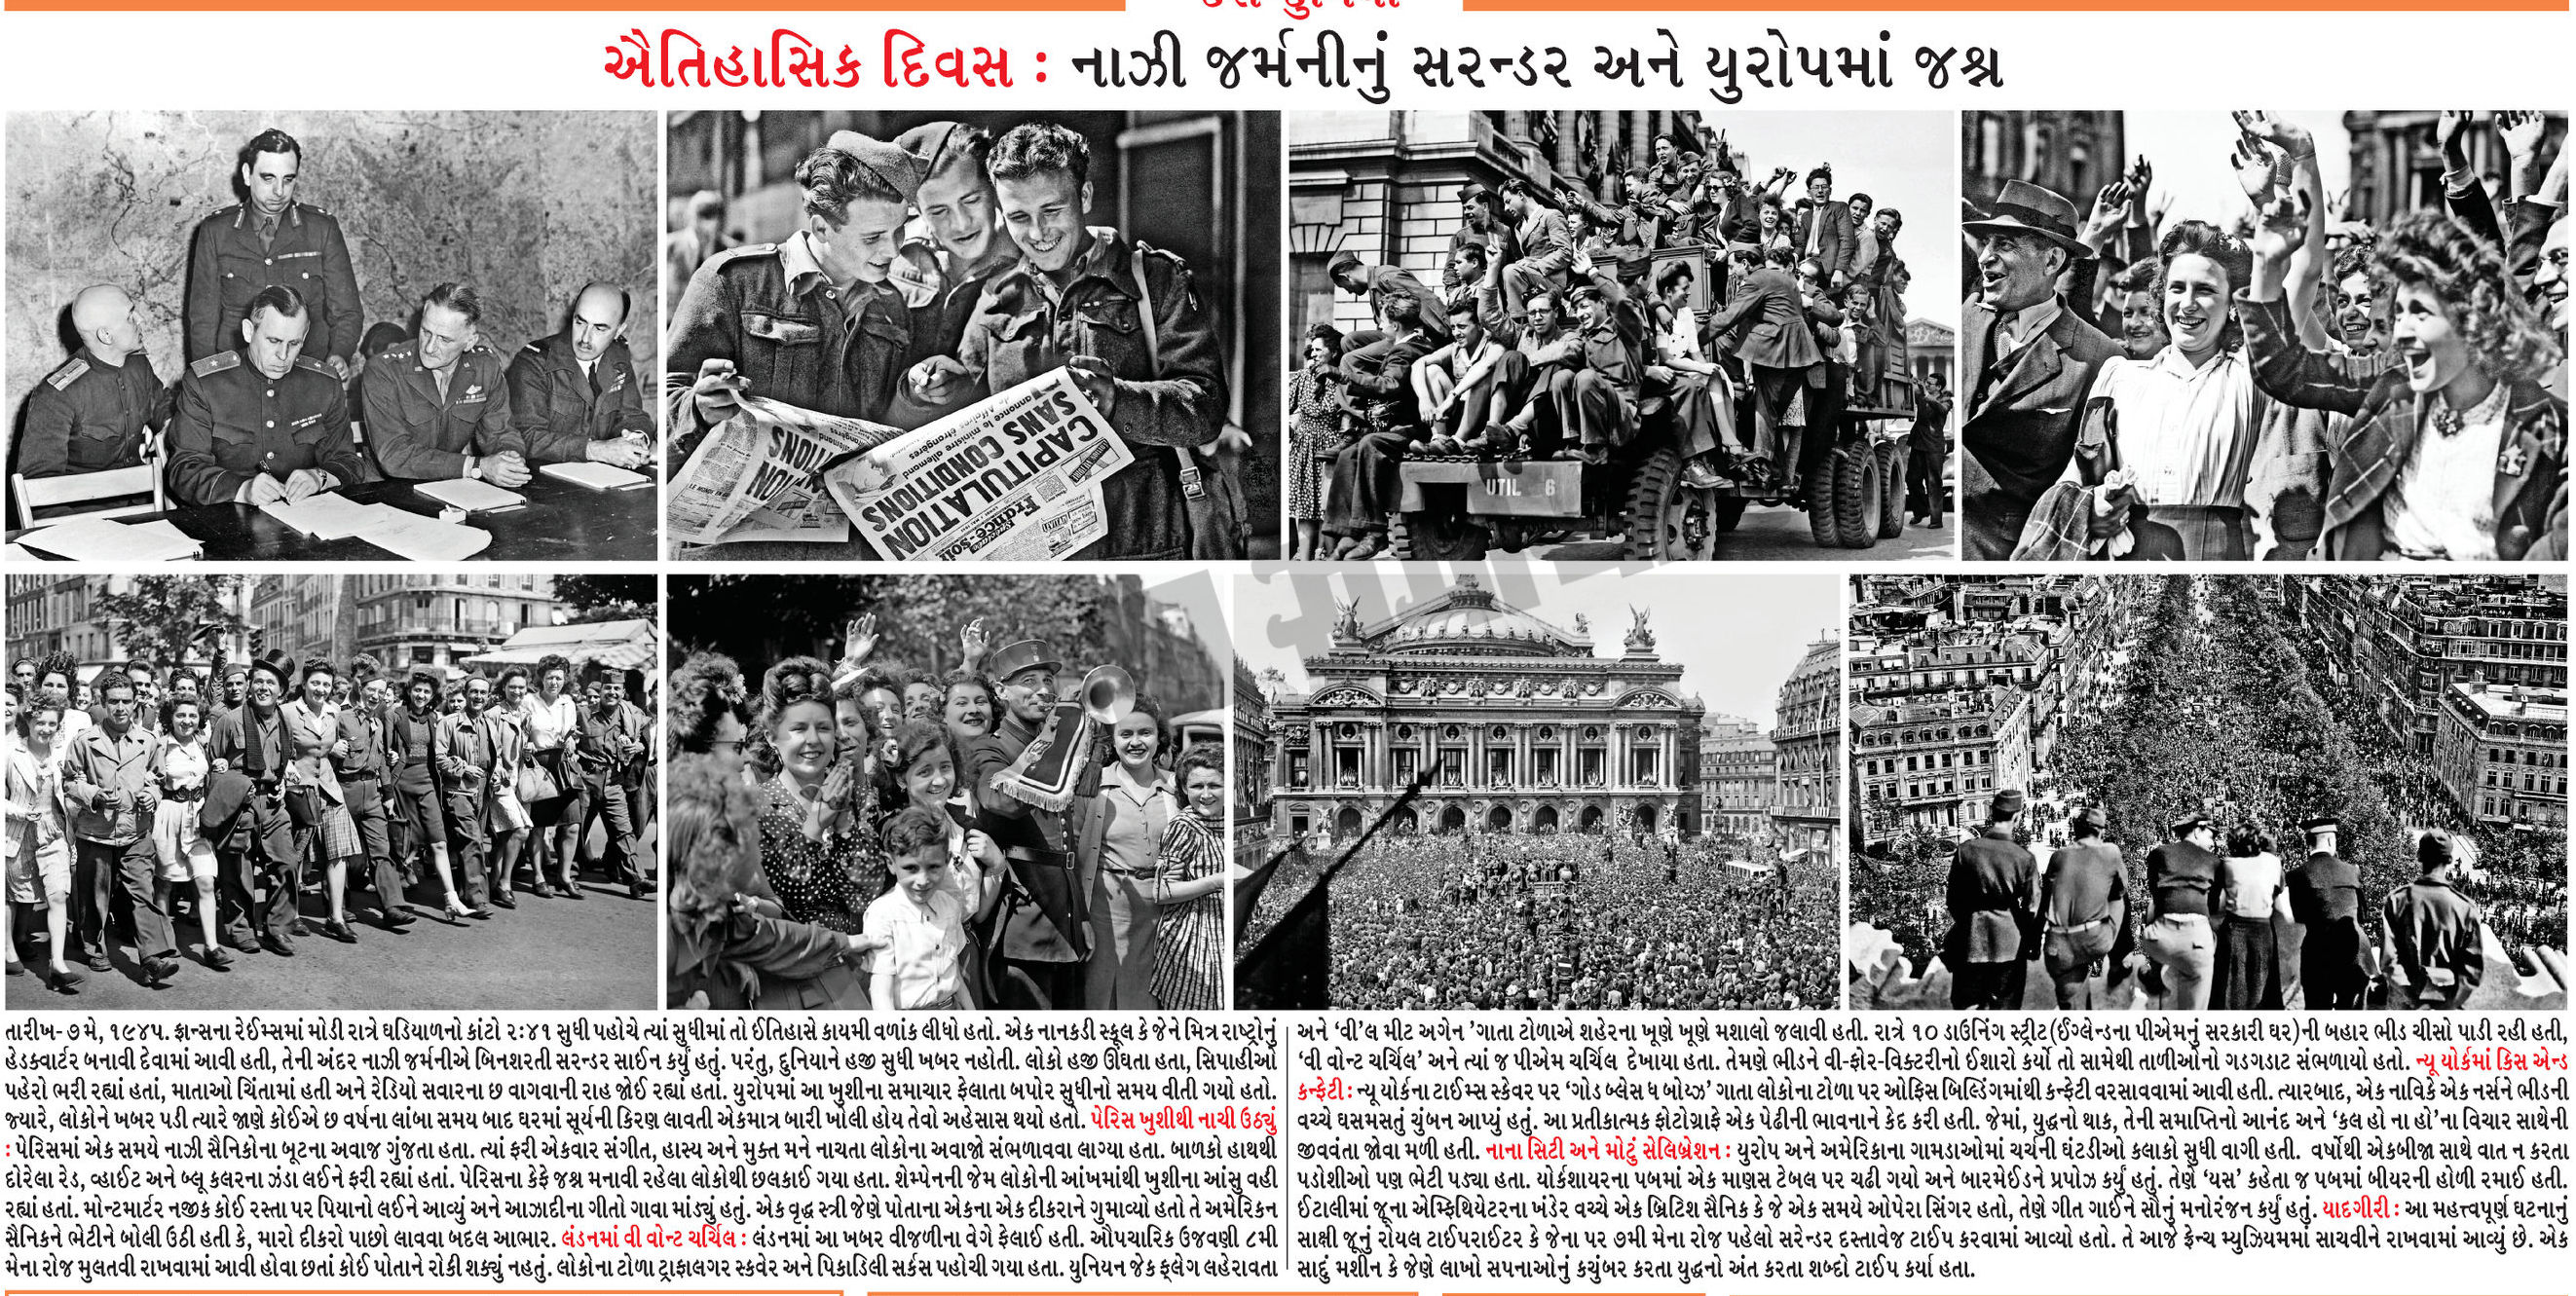 ઐતિહાસિક દિવસ : નાઝી જર્મનીનું સરન્ડર અને યુરોપમાં જશ્ન
CAPITULATION
SANS CONDITIONS
annonce le ministre allemand
des Affaires étrangères
France-soir
UTIL 6
તારીખ- ૭ મે, ૧૯૪૫. ફ્રાન્સના રેઈમ્સમાં મોડી રાત્રે ઘડિયાળનો કાંટો ૨:૪૧ સુધી પહોચે ત્યાં સુધીમાં તો ઈતિહાસે કાયમી વળાંક લીધો હતો. એક નાનકડી સ્કૂલ કે જેને મિત્ર રાષ્ટ્રોનું
હેડક્વાર્ટર બનાવી દેવામાં આવી હતી, તેની અંદર નાઝી જર્મનીએ બિનશરતી સરન્ડર સાઈન કર્યું હતું. પરંતુ, દુનિયાને હજી સુધી ખબર નહોતી. લોકો હજી ઊંઘતા હતા, સિપાહીઓ
પહેરો ભરી રહ્યાં હતાં, માતાઓ ચિંતામાં હતી અને રેડિયો સવારના છ વાગવાની રાહ જોઈ રહ્યાં હતાં. યુરોપમાં આ ખુશીના સમાચાર ફેલાતા બપોર સુધીનો સમય વીતી ગયો હતો.
જ્યારે, લોકોને ખબર પડી ત્યારે જાણે કોઈએ છ વર્ષના લાંબા સમય બાદ ઘરમાં સૂર્યની કિરણ લાવતી એકમાત્ર બારી ખોલી હોય તેવો અહેસાસ થયો હતો. પેરિસ ખુશીથી નાચી ઉઠ્યું
: પેરિસમાં એક સમયે નાઝી સૈનિકોના બૂટના અવાજ ગુંજતા હતા. ત્યાં ફરી એકવાર સંગીત, હાસ્ય અને મુક્ત મને નાચતા લોકોના અવાજો સંભળાવવા લાગ્યા હતા. બાળકો હાથથી
દોરેલા રેડ, વ્હાઈટ અને બ્લૂ કલરના ઝંડા લઈને ફરી રહ્યાં હતાં. પેરિસના કેફે જશ્ન મનાવી રહેલા લોકોથી છલકાઈ ગયા હતા. શેમ્પેનની જેમ લોકોની આંખમાંથી ખુશીના આંસુ વહી
રહ્યાં હતાં. મોન્ટમાર્ટર નજીક કોઈ રસ્તા પર પિયાનો લઈને આવ્યું અને આઝાદીના ગીતો ગાવા માંડ્યું હતું. એક વૃદ્ધ સ્ત્રી જેણે પોતાના એકના એક દીકરાને ગુમાવ્યો હતો તે અમેરિકન
સૈનિકને ભેટીને બોલી ઉઠી હતી કે, મારો દીકરો પાછો લાવવા બદલ આભાર. લંડનમાં વી વોન્ટ ચર્ચિલ : લંડનમાં આ ખબર વીજળીના વેગે ફેલાઈ હતી. ઔપચારિક ઉજવણી ૮મી
મેના રોજ મુલતવી રાખવામાં આવી હોવા છતાં કોઈ પોતાને રોકી શક્યું નહતું. લોકોના ટોળા ટ્રાફાલગર સ્કવેર અને પિકાડિલી સર્કસ પહોચી ગયા હતા. યુનિયન જેક ફ્લેગ લહેરાવતા
અને ‘વી’લ મીટ અગેન ’ગાતા ટોળાએ શહેરના ખૂણે ખૂણે મશાલો જલાવી હતી. રાત્રે ૧૦ ડાઉનિંગ સ્ટ્રીટ(ઈંગ્લેન્ડના પીએમનું સરકારી ઘર)ની બહાર ભીડ ચીસો પાડી રહી હતી,
‘વી વોન્ટ ચર્ચિલ’ અને ત્યાં જ પીએમ ચર્ચિલ દેખાયા હતા. તેમણે ભીડને વી-ફોર-વિક્ટરીનો ઈશારો કર્યો તો સામેથી તાળીઓનો ગડગડાટ સંભળાયો હતો. ન્યૂ યોર્કમાં કિસ એન્ડ
કન્ફેટી : ન્યૂ યોર્કના ટાઈમ્સ સ્કેવર પર ‘ગોડ બ્લેસ ધ બોય્ઝ’ ગાતા લોકોના ટોળા પર ઓફિસ બિલ્ડિંગમાંથી કન્ફેટી વરસાવવામાં આવી હતી. ત્યારબાદ, એક નાવિકે એક નર્સને ભીડની
વચ્ચે ઘસમસતું ચુંબન આપ્યું હતું. આ પ્રતીકાત્મક ફોટોગ્રાફે એક પેઢીની ભાવનાને કેદ કરી હતી. જેમાં, યુદ્ધનો થાક, તેની સમાપ્તિનો આનંદ અને ‘કલ હો ના હો’ના વિચાર સાથેની
જીવવંતા જોવા મળી હતી. નાના સિટી અને મોટું સેલિબ્રેશન : યુરોપ અને અમેરિકાના ગામડાઓમાં ચર્ચની ઘંટડીઓ કલાકો સુધી વાગી હતી. વર્ષોથી એકબીજા સાથે વાત ન કરતા
પડોશીઓ પણ ભેટી પડ્યા હતા. યોર્કશાયરના પબમાં એક માણસ ટેબલ પર ચઢી ગયો અને બારમેઈડને પ્રપોઝ કર્યું હતું. તેણે ‘યસ’ કહેતા જ પબમાં બીયરની હોળી રમાઈ હતી.
ઈટાલીમાં જૂના એમ્ફિથિયેટરના ખંડેર વચ્ચે એક બ્રિટિશ સૈનિક કે જે એક સમયે ઓપેરા સિંગર હતો, તેણે ગીત ગાઈને સૌનું મનોરંજન કર્યું હતું. યાદગીરી : આ મહત્ત્વપૂર્ણ ઘટનાનું
સાક્ષી જૂનું રોયલ ટાઈપરાઈટર કે જેના પર ૭મી મેના રોજ પહેલો સરેન્ડર દસ્તાવેજ ટાઈપ કરવામાં આવ્યો હતો. તે આજે ફ્રેન્ચ મ્યુઝિયમમાં સાચવીને રાખવામાં આવ્યું છે. એક
સાદું મશીન કે જેણે લાખો સપનાઓનું કચુંબર કરતા યુદ્ધનો અંત કરતા શબ્દો ટાઈપ કર્યા હતા.